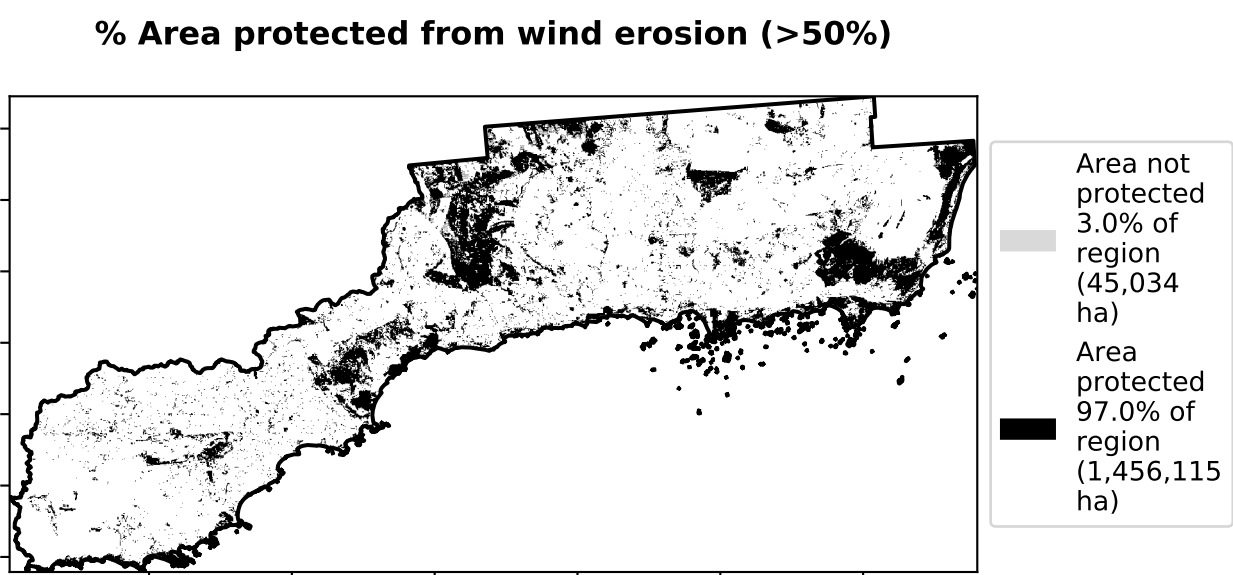 % Area protected from wind erosion (>50%)
Area not
protected
3.0% of
region
(45,034
ha)
Area
protected
97.0% of
region
(1,456,115
ha)